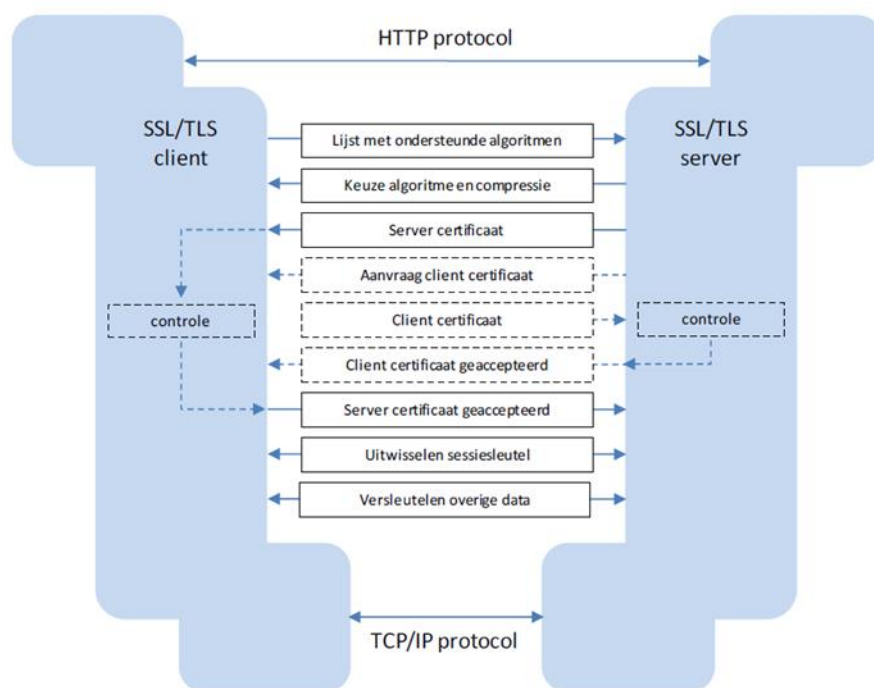 HTTP protocol
SSL/TLS
client
SSL/TLS
server
Lijst met ondersteunde algoritmen
Keuze algoritme en compressie
Server certificaat
Aanvraag client certificaat
controle
Client certificaat
controle
Client certificaat geaccepteerd
Server certificaat geaccepteerd
Uitwisselen sessiesleutel
Versleutelen overige data
TCP/IP protocol